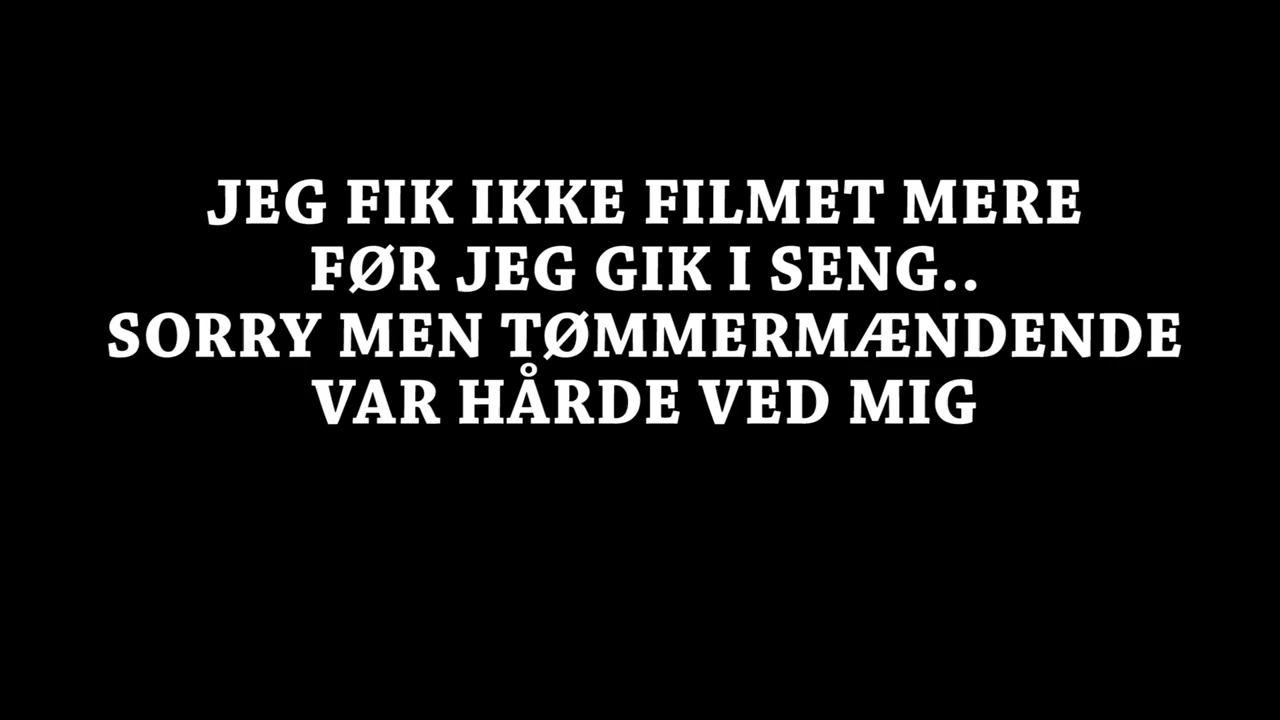 JEG FIK IKKE FILMET MERE
FØR JEG GIK I SENG..
SORRY MEN TØMMERMÆNDENDE
VAR HÅRDE VED MIG